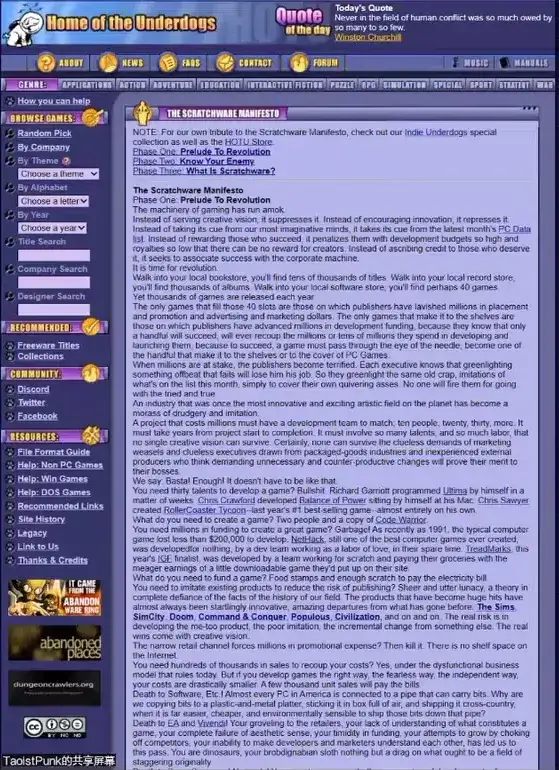 Home of the Underdogs
Quote
of the day
Today's Quote
Never in the field of human conflict was so much owed by
so many to so few.
Winston Churchill
ABOUT
NEWS
FAQS
CONTACT
FORUM
MUSIC
MANUALS
GENRE:
APPLICATIONS
ACTION
ADVENTURE
EDUCATION
INTERACTIVE FICTION
PUZZLE
RPG
SIMULATION
SPECIAL
SPORT
STRATEGY
WAR
How you can help
BROWSE GAMES:
Random Pick
By Company
By Theme
Choose a theme
By Alphabet
Choose a letter
By Year
Choose a year
Title Search
Company Search
Designer Search
RECOMMENDED:
Freeware Titles
Collections
COMMUNITY:
Discord
Twitter
Facebook
RESOURCES:
File Format Guide
Help: Non PC Games
Help: Win Games
Help: DOS Games
Recommended Links
Site History
Legacy
Link to Us
Thanks & Credits
IT CAME
FROM THE
ABANDON
WARE RING
abandoned
places
dungeoncrawlers.org
cc
BY NC ND
THE SCRATCHWARE MANIFESTO
NOTE: For our own tribute to the Scratchware Manifesto, check out our Indie Underdogs special
collection as well as the HOTU Store.
Phase One: Prelude To Revolution
Phase Two: Know Your Enemy
Phase Three: What Is Scratchware?
The Scratchware Manifesto
Phase One: Prelude To Revolution
The machinery of gaming has run amok.
Instead of serving creative vision, it suppresses it. Instead of encouraging innovation, it represses it.
Instead of taking its cue from our most imaginative minds, it takes its cue from the latest month's PC Data
list. Instead of rewarding those who succeed, it penalizes them with development budgets so high and
royalties so low that there can be no reward for creators. Instead of ascribing credit to those who deserve
it, it seeks to associate success with the corporate machine.
It is time for revolution.
Walk into your local bookstore, you'll find tens of thousands of titles. Walk into your local record store,
you'll find thousands of albums. Walk into your local software store, you'll find perhaps 40 games.
Yet thousands of games are released each year.
The only games that fill those 40 slots are those on which publishers have lavished millions in placement
and promotion and advertising and marketing dollars. The only games that make it to the shelves are
those on which publishers have advanced millions in development funding, because they know that only
a handful will succeed, will ever recoup the millions or tens of millions they spend in developing and
launching them, because to succeed, a game must pass through the eye of the needle, become one of
the handful that make it to the shelves or to the cover of PC Games.
When millions are at stake, the publishers become terrified. Each executive knows that greenlighting
something offbeat that fails will lose him his job. So they greenlight the same old crap, imitations of
what's on the list this month, simply to cover their own quivering asses. No one will fire them for going
with the tried and true
An industry that was once the most innovative and exciting artistic field on the planet has become a
morass of drudgery and imitation.
A project that costs millions must have a development team to match; ten people, twenty, thirty, more. It
must take years from project start to completion. It must involve so many talents, and so much labor, that
no single creative vision can survive. Certainly, none can survive the clueless demands of marketing
weasels and clueless executives drawn from packaged-goods industries and inexperienced external
producers who think demanding unnecessary and counter-productive changes will prove their merit to
their bosses.
We say: Basta! Enough! It doesn't have to be like that.
You need thirty talents to develop a game? Bullshit. Richard Garriott programmed Ultima by himself in a
matter of weeks. Chris Crawford developed Balance of Power sitting by himself at his Mac. Chris Sawyer
created RollerCoaster Tycoon--last year's #1 best-selling game--almost entirely on his own.
What do you need to create a game? Two people and a copy of Code Warrior.
You need millions of funding to create a great game? Garbage! As recently as 1991, the typical computer
game lost less than $200,000 to develop. NetHack, still one of the best computer games ever created,
was developedfor nothing, by a dev team working as a labor of love, in their spare time. TreadMarks, this
year's IGF finalist, was developed by a team working for scratch and paying their groceries with the
meager earnings of a little downloadable game they'd put up on their site.
What do you need to fund a game? Food stamps and enough scratch to pay the electricity bill
You need to imitate existing products to reduce the risk of publishing? Sheer and utter lunacy, a theory in
complete defiance of the facts of the history of our field. The products that have become huge hits have
almost always been startlingly innovative, amazing departures from what has gone before. The Sims,
SimCity, Doom, Command & Conquer, Populous, Civilization, and on and on. The real risk is in
developing the me-too product, the poor imitation, the incremental change from something else. The real
wins come with creative vision.
The narrow retail channel forces millions in promotional expense? Then kill it. There is no shelf space on
the Internet.
You need hundreds of thousands in sales to recoup your costs? Yes, under the dysfunctional business
model that rules today. But if you develop games the right way, the fearless way, the independent way,
your costs are drastically smaller. A few thousand unit sales will pay the bills
Death to Software, Etc.! Almost every PC in America is connected to a pipe that can carry bits. Why are
we copying bits to a plastic-and-metal platter, sticking it in box full of air, and shipping it cross-country,
when it is far easier, cheaper, and environmentally sensible to ship those bits down that pipe?
Death to EA and Vivendi! Your groveling to the retailers, your lack of understanding of what constitutes a
game, your complete failure of aesthetic sense, your timidity in funding, your attempts to grow by choking
off competitors, your inability to make developers and marketers understand each other, has led us to
this pass. You are dinosaurs, your brobdignabian sloth nothing but a drag on what ought to be a field of
staggering originality.
TaoistPunk的共享屏幕